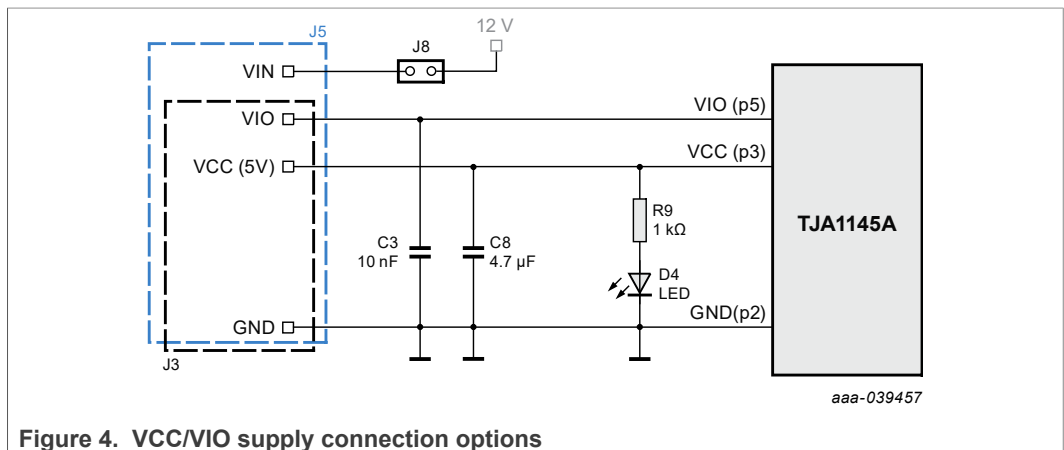 12 V
J5
J8
VIN
VIO
VIO (p5)
VCC (5V)
VCC (p3)
R9
1 kΩ
TJA1145A
C3
10 nF
C8
4.7 µF
D4
LED
GND
GND(p2)
J3
aaa-039457
Figure 4. VCC/VIO supply connection options